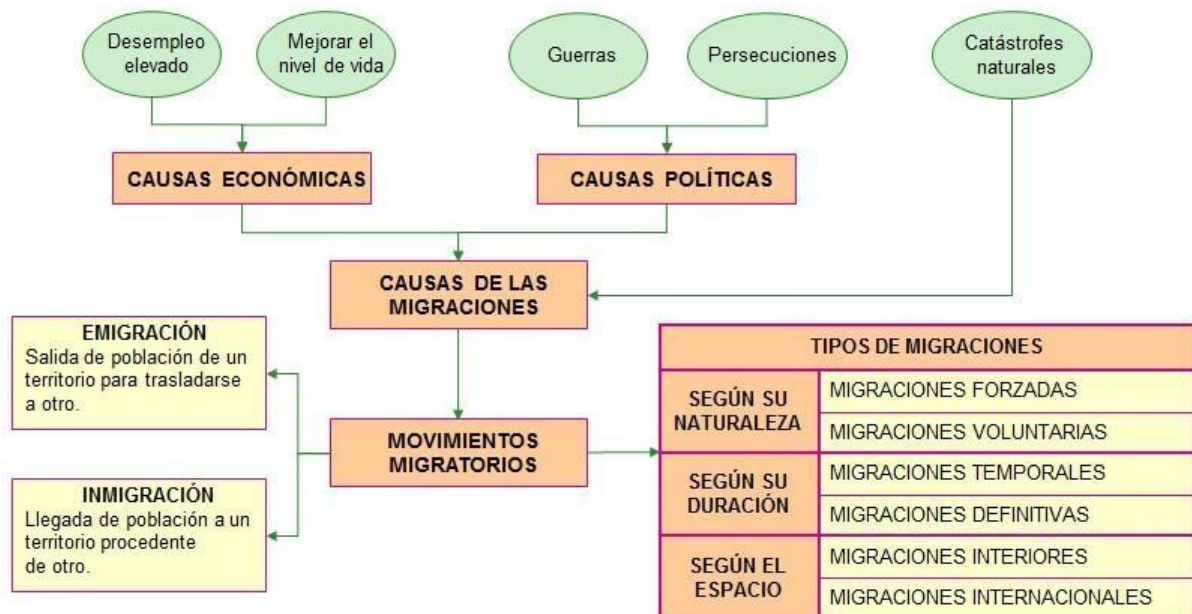 Desempleo
elevado
Mejorar el
nivel de vida
Guerras
Persecuciones
Catástrofes
naturales
CAUSAS ECONÓMICAS
CAUSAS POLÍTICAS
CAUSAS DE LAS
MIGRACIONES
EMIGRACIÓN
Salida de población de un
territorio para trasladarse
a otro.
MOVIMIENTOS
MIGRATORIOS
INMIGRACIÓN
Llegada de población a un
territorio procedente
de otro.
TIPOS DE MIGRACIONES
SEGÚN SU
NATURALEZA
MIGRACIONES FORZADAS
MIGRACIONES VOLUNTARIAS
SEGÚN SU
DURACIÓN
MIGRACIONES TEMPORALES
MIGRACIONES DEFINITIVAS
SEGÚN EL
ESPACIO
MIGRACIONES INTERIORES
MIGRACIONES INTERNACIONALES